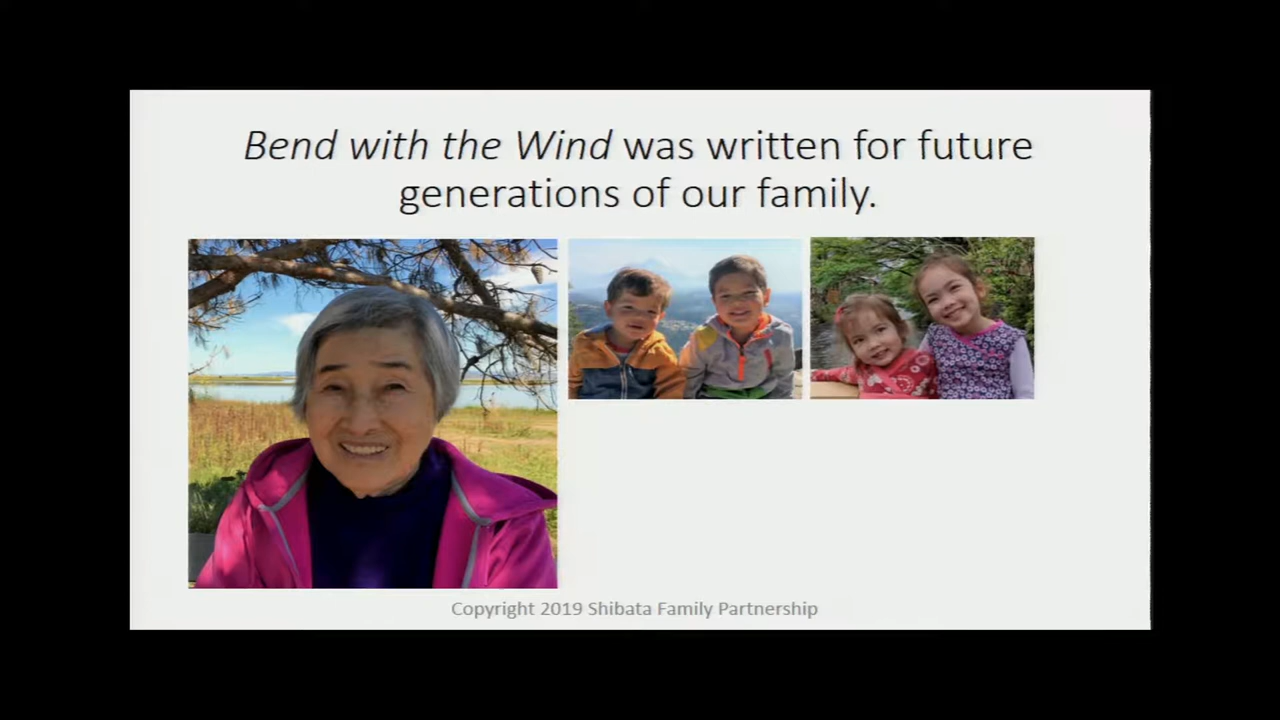 Bend with the Wind was written for future
generations of our family.
Copyright 2019 Shibata Family Partnership